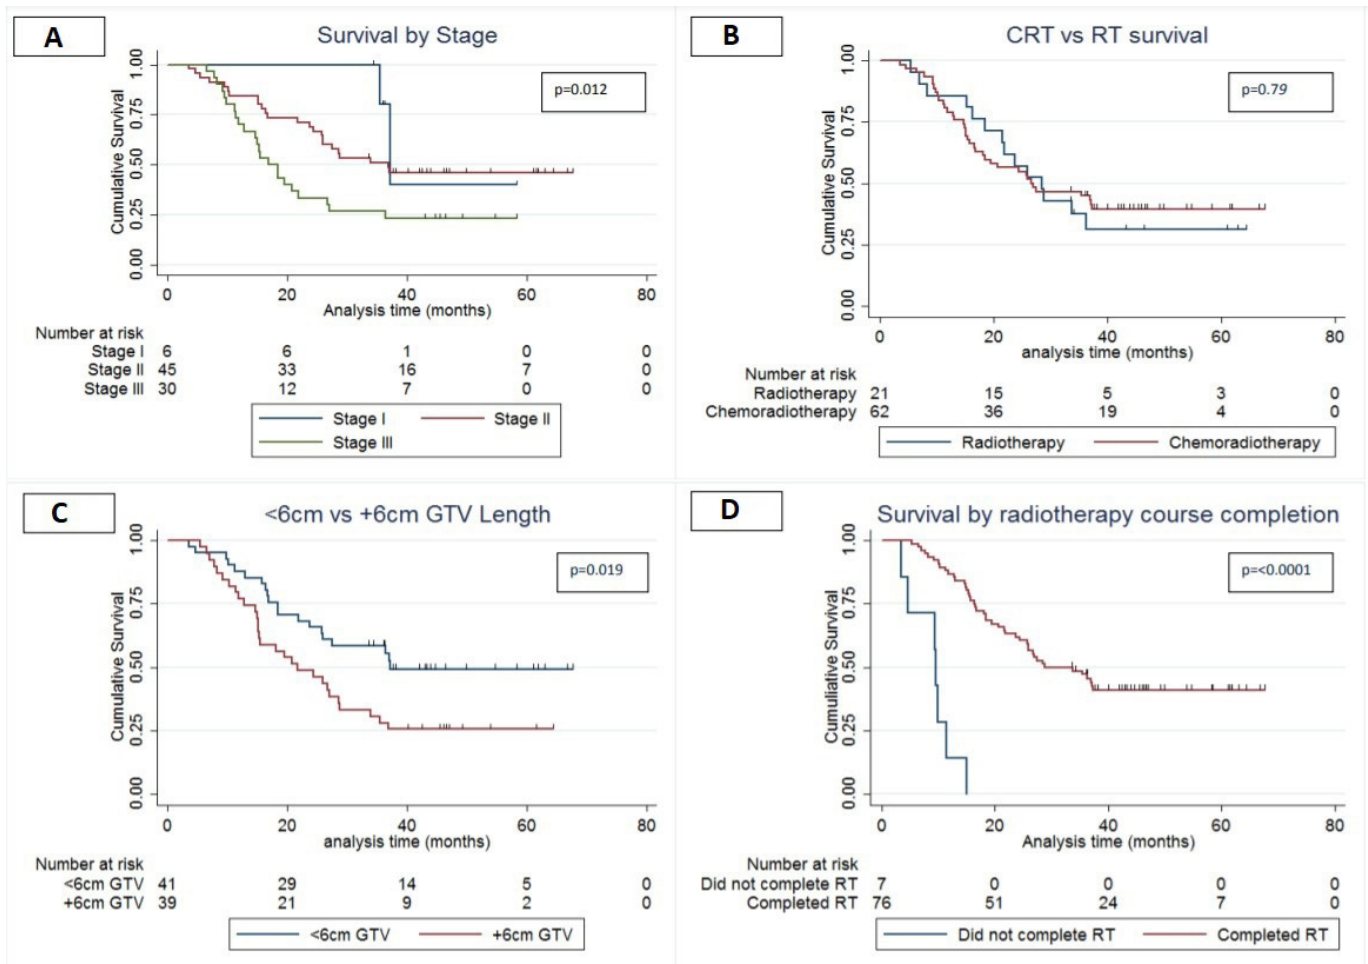 A
Survival by Stage
p=0.012
Cumulative Survival
1.00
0.75
0.50
0.25
0.00
0 20 40 60 80
Analysis time (months)
Number at risk
Stage I 6 6 1 0 0
Stage II 45 33 16 7 0
Stage III 30 12 7 0 0
Stage I Stage II
Stage III
B
CRT vs RT survival
p=0.79
Cumulative Survival
1.00
0.75
0.50
0.25
0.00
0 20 40 60 80
analysis time (months)
Number at risk
Radiotherapy 21 15 5 3 0
Chemoradiotherapy 62 36 19 4 0
Radiotherapy Chemoradiotherapy
C
<6cm vs +6cm GTV Length
p=0.019
Cumulative Survival
1.00
0.75
0.50
0.25
0.00
0 20 40 60 80
analysis time (months)
Number at risk
<6cm GTV 41 29 14 5 0
+6cm GTV 39 21 9 2 0
<6cm GTV +6cm GTV
D
Survival by radiotherapy course completion
p=<0.0001
Cumuliative Survival
1.00
0.75
0.50
0.25
0.00
0 20 40 60 80
Analysis time (months)
Number at risk
Did not complete RT 7 0 0 0 0
Completed RT 76 51 24 7 0
Did not complete RT Completed RT